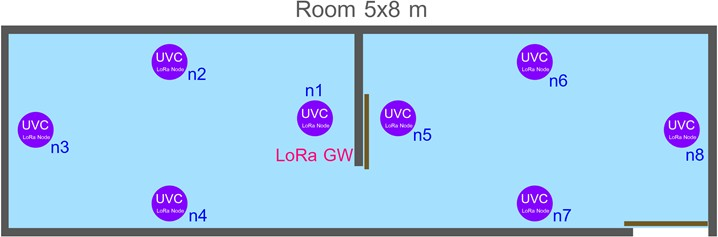 Room 5x8 m
UVC
LoRa Node
n2
UVC
LoRa Node
n6
n1
UVC
LoRa Node
UVC
LoRa Node
n5
UVC
LoRa Node
n3
UVC
LoRa Node
n8
LoRa GW
UVC
LoRa Node
n4
UVC
LoRa Node
n7